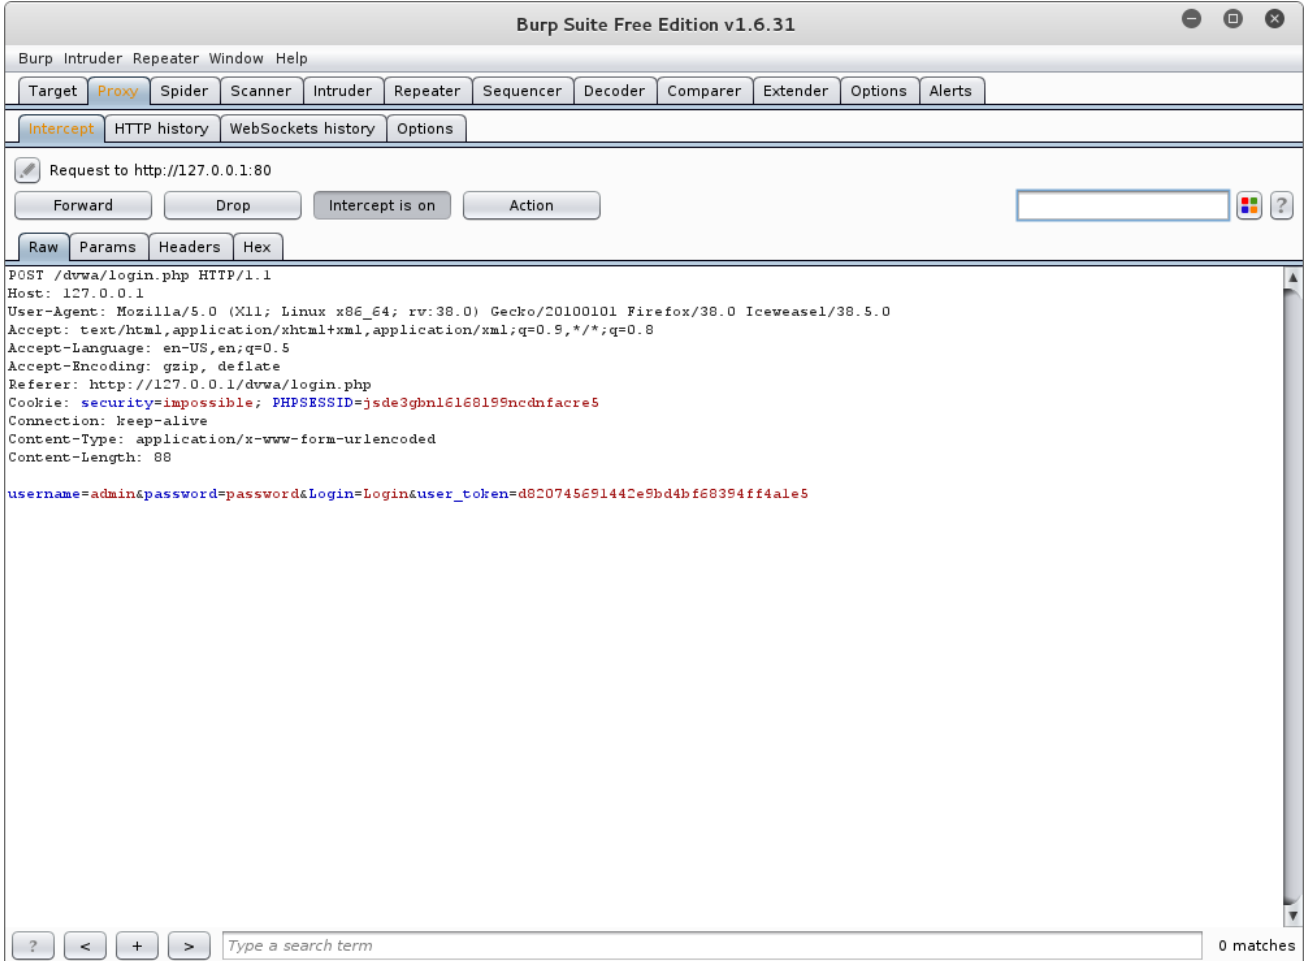 Burp Suite Free Edition v1.6.31
Burp Intruder Repeater Window Help
Target Proxy Spider Scanner Intruder Repeater Sequencer Decoder Comparer Extender Options Alerts
Intercept HTTP history WebSockets history Options
Request to http://127.0.0.1:80
Forward Drop Intercept is on Action ?
Raw Params Headers Hex
POST /dvwa/login.php HTTP/1.1
Host: 127.0.0.1
User-Agent: Mozilla/5.0 (X11; Linux x86_64; rv:38.0) Gecko/20100101 Firefox/38.0 Iceweasel/38.5.0
Accept: text/html,application/xhtml+xml,application/xml;q=0.9,*/*;q=0.8
Accept-Language: en-US,en;q=0.5
Accept-Encoding: gzip, deflate
Referer: http://127.0.0.1/dvwa/login.php
Cookie: security=impossible; PHPSESSID=jsde3gbnl6168199ncdnfacre5
Connection: keep-alive
Content-Type: application/x-www-form-urlencoded
Content-Length: 88
username=admin&password=password&Login=Login&user_token=d820745691442e9bd4bf68394ff4a1e5
? < + > Type a search term 0 matches